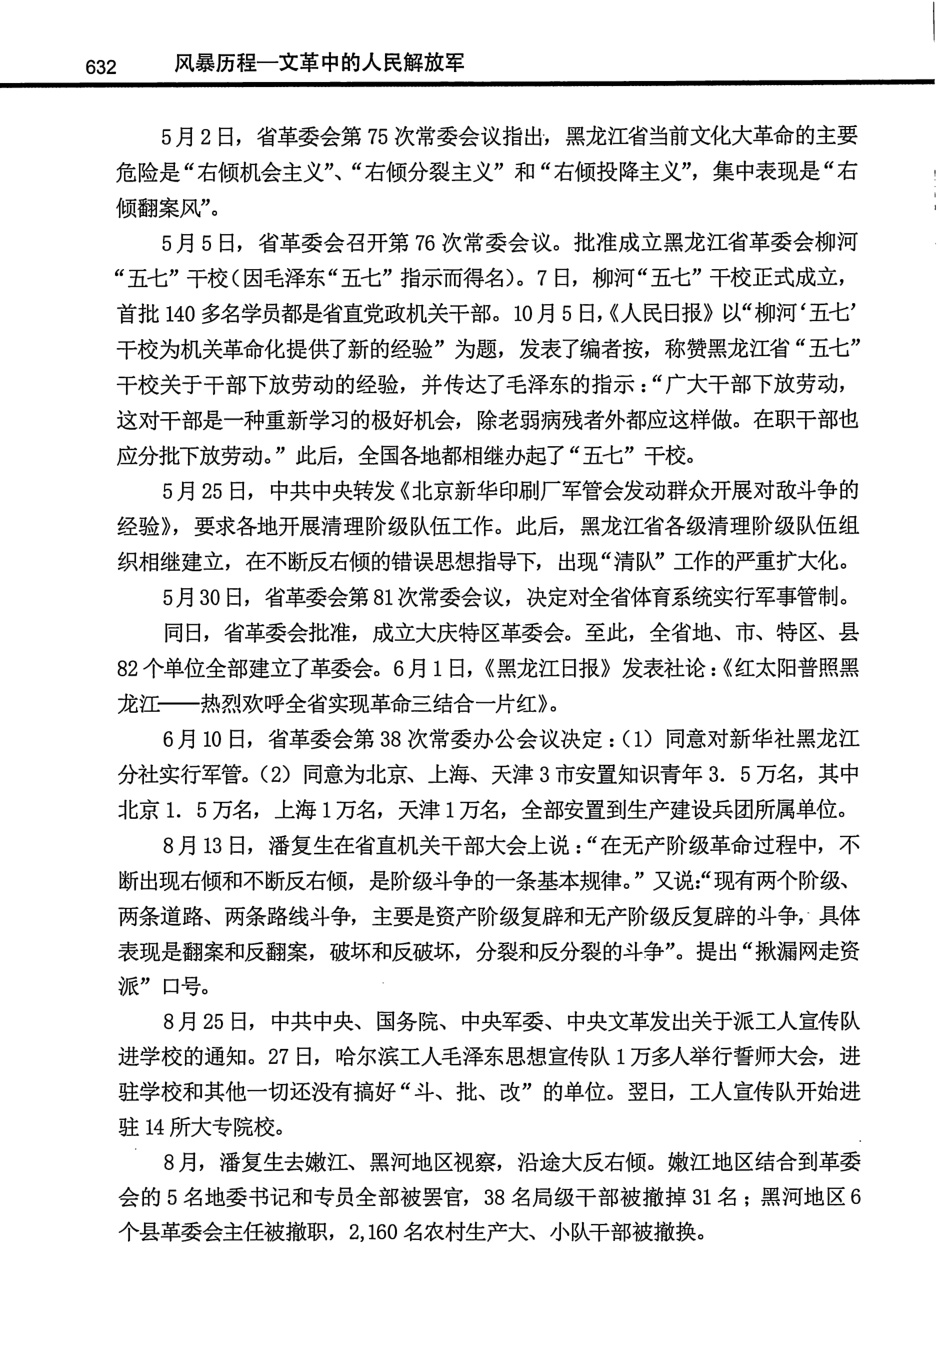 632 风暴历程—文革中的人民解放军
5月2日，省革委会第75次常委会议指出，黑龙江省当前文化大革命的主要
危险是“右倾机会主义”、“右倾分裂主义”和“右倾投降主义”，集中表现是“右
倾翻案风”。
5月5日，省革委会召开第76次常委会议。批准成立黑龙江省革委会柳河
“五七”干校（因毛泽东“五七”指示而得名）。7日，柳河“五七”干校正式成立，
首批140多名学员都是省直党政机关干部。10月5日，《人民日报》以“柳河‘五七’
干校为机关革命化提供了新的经验”为题，发表了编者按，称赞黑龙江省“五七”
干校关于干部下放劳动的经验，并传达了毛泽东的指示：“广大干部下放劳动，
这对干部是一种重新学习的极好机会，除老弱病残者外都应这样做。在职干部也
应分批下放劳动。”此后，全国各地都相继办起了“五七”干校。
5月25日，中共中央转发《北京新华印刷厂军管会发动群众开展对敌斗争的
经验》，要求各地开展清理阶级队伍工作。此后，黑龙江省各级清理阶级队伍组
织相继建立，在不断反右倾的错误思想指导下，出现“清队”工作的严重扩大化。
5月30日，省革委会第81次常委会议，决定对全省体育系统实行军事管制。
同日，省革委会批准，成立大庆特区革委会。至此，全省地、市、特区、县
82个单位全部建立了革委会。6月1日，《黑龙江日报》发表社论：《红太阳普照黑
龙江——热烈欢呼全省实现革命三结合一片红》。
6月10日，省革委会第38次常委办公会议决定：（1）同意对新华社黑龙江
分社实行军管。（2）同意为北京、上海、天津3市安置知识青年3．5万名，其中
北京1．5万名，上海1万名，天津1万名，全部安置到生产建设兵团所属单位。
8月13日，潘复生在省直机关干部大会上说：“在无产阶级革命过程中，不
断出现右倾和不断反右倾，是阶级斗争的一条基本规律。”又说：“现有两个阶级、
两条道路、两条路线斗争，主要是资产阶级复辟和无产阶级反复辟的斗争，具体
表现是翻案和反翻案，破坏和反破坏，分裂和反分裂的斗争”。提出“揪漏网走资
派”口号。
8月25日，中共中央、国务院、中央军委、中央文革发出关于派工人宣传队
进学校的通知。27日，哈尔滨工人毛泽东思想宣传队1万多人举行誓师大会，进
驻学校和其他一切还没有搞好“斗、批、改”的单位。翌日，工人宣传队开始进
驻14所大专院校。
8月，潘复生去嫩江、黑河地区视察，沿途大反右倾。嫩江地区结合到革委
会的5名地委书记和专员全部被罢官，38名局级干部被撤掉31名；黑河地区6
个县革委会主任被撤职，2,160名农村生产大、小队干部被撤换。